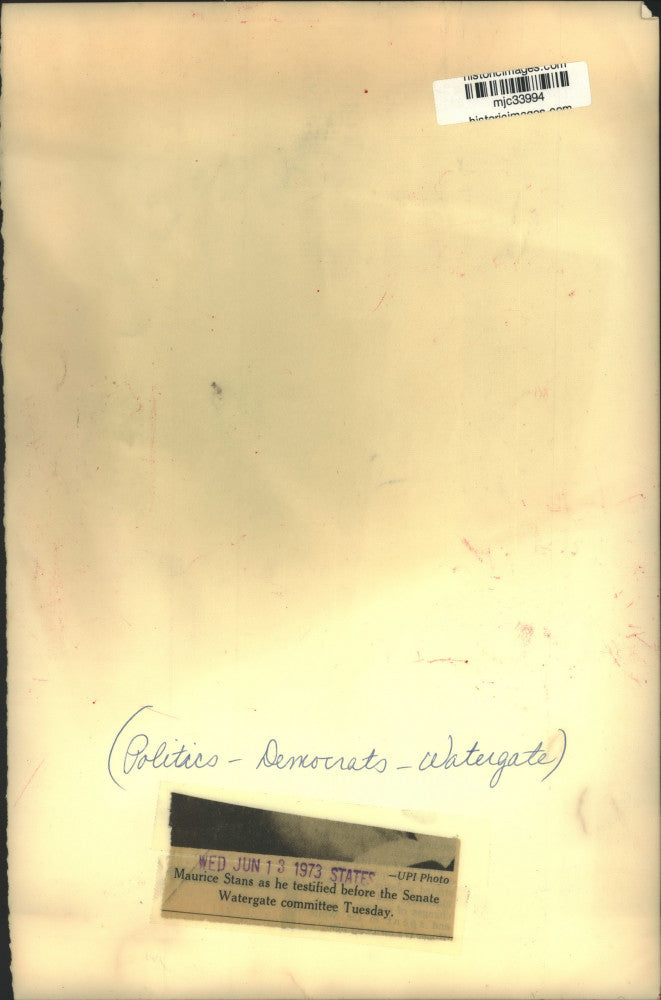 historicimages.com
mjc33994
historicimages.com
(Politics - Democrats - Watergate)
WED JUN 13 1973 STATES
—UPI Photo
Maurice Stans as he testified before the Senate
Watergate committee Tuesday.